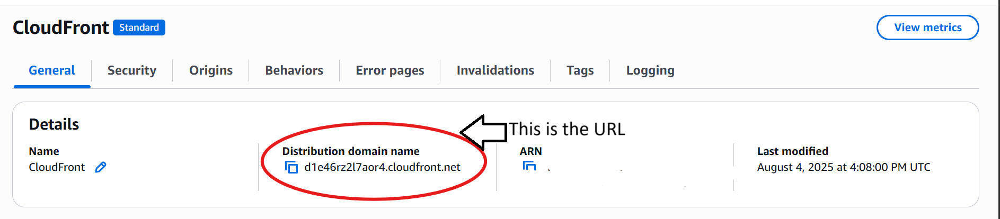 CloudFront Standard
View metrics
General Security Origins Behaviors Error pages Invalidations Tags Logging
Details
This is the URL
Name
CloudFront
Distribution domain name
d1e46rz2l7aor4.cloudfront.net
ARN
Last modified
August 4, 2025 at 4:08:00 PM UTC